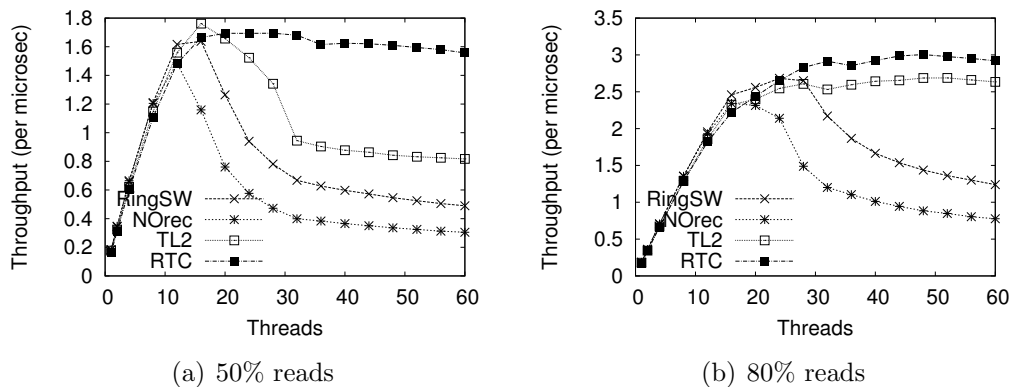 Throughput (per microsec)
1.8
1.6
1.4
1.2
1
0.8
0.6
0.4
0.2
0
RingSW
NOrec
TL2
RTC
0 10 20 30 40 50 60
Threads
(a) 50% reads
Throughput (per microsec)
3.5
3
2.5
2
1.5
1
0.5
0
RingSW
NOrec
TL2
RTC
0 10 20 30 40 50 60
Threads
(b) 80% reads